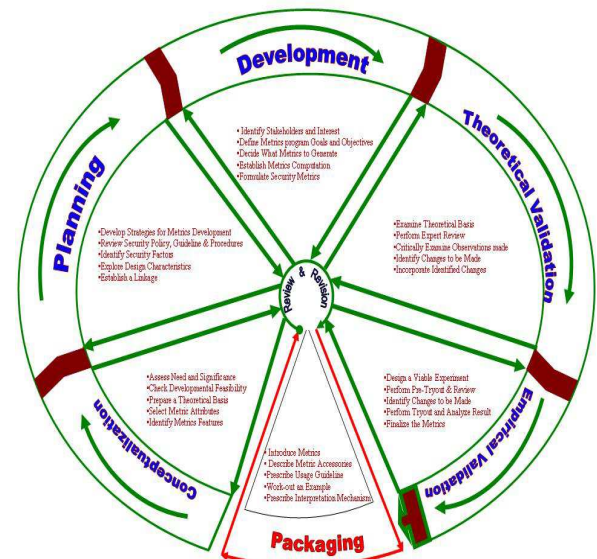 Development
• Identify Stakeholders and Interest
• Define Metrics program Goals and Objectives
• Decide What Metrics to Generate
• Establish Metrics Computation
• Formulate Security Metrics
Theoretical Validation
• Examine Theoretical Basis
• Perform Expert Review
• Critically Examine Observations made
• Identify Changes to be Made
• Incorporate Identified Changes
Planning
• Develop Strategies for Metrics Development
• Review Security Policy, Guideline & Procedures
• Identify Security Factors
• Explore Design Characteristics
• Establish a Linkage
Review & Revision
Conceptualization
• Assess Need and Significance
• Check Developmental Feasibility
• Prepare a Theoretical Basis
• Select Metric Attributes
• Identify Metrics Features
Empirical Validation
• Design a Viable Experiment
• Perform Pre-Tryout & Review
• Identify Changes to be Made
• Perform Tryout and Analyze Result
• Finalize the Metrics
• Introduce Metrics
• Describe Metric Accessories
• Prescribe Usage Guideline
• Work-out an Example
• Prescribe Interpretation Mechanism
Packaging